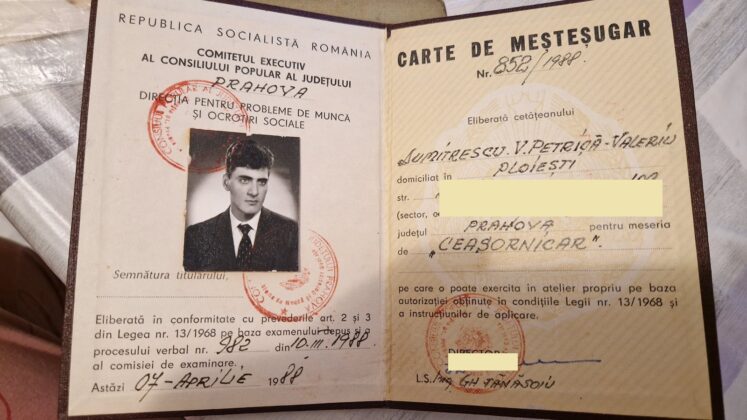 REPUBLICA SOCIALISTĂ ROMÂNIA
COMITETUL EXECUTIV
AL CONSILIULUI POPULAR AL JUDEȚULUI
PRAHOVA
DIRECȚIA PENTRU PROBLEME DE MUNCĂ
ȘI OCROTIRI SOCIALE
Semnătura titularului,
Eliberată în conformitate cu prevederile art. 2 și 3
din Legea nr. 13/1968 pe baza examenului depus și a
procesului verbal nr. 982 din 10.III.1988
al comisiei de examinare.
Astăzi 07-APRILIE 1988
CARTE DE MEȘTEȘUGAR
Nr. 852/1988.
Eliberată cetățeanului
DUMITRESCU.V.PETRICĂ-VALERIU
domiciliat în PLOIEȘTI
str.
(sector,
județul PRAHOVA pentru meseria
de "CEASORNICAR".
pe care o poate exercita în atelier propriu pe baza
autorizației obținute în condițiile Legii nr. 13/1968 și
a instrucțiunilor de aplicare.
DIRECTOR
L.S. GH TĂNĂSOIU